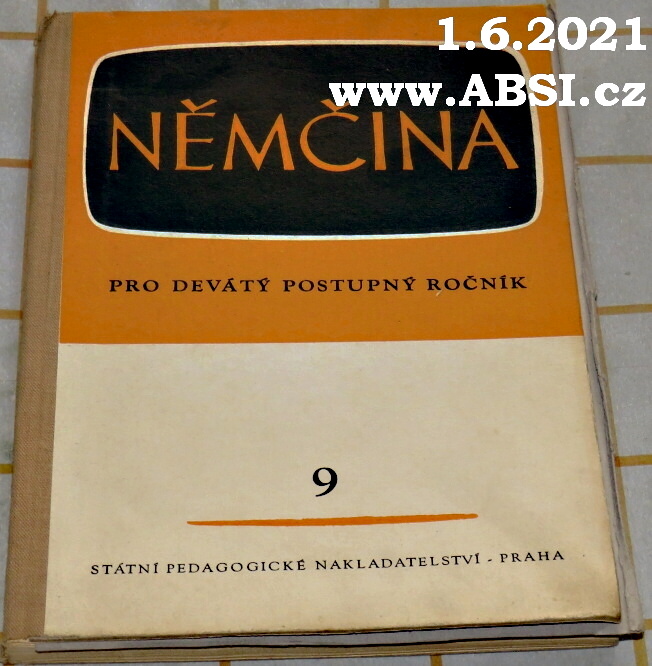 1.6.2021
www.ABSI.cz
NĚMČINA
PRO DEVÁTÝ POSTUPNÝ ROČNÍK
9
STÁTNÍ PEDAGOGICKÉ NAKLADATELSTVÍ - PRAHA